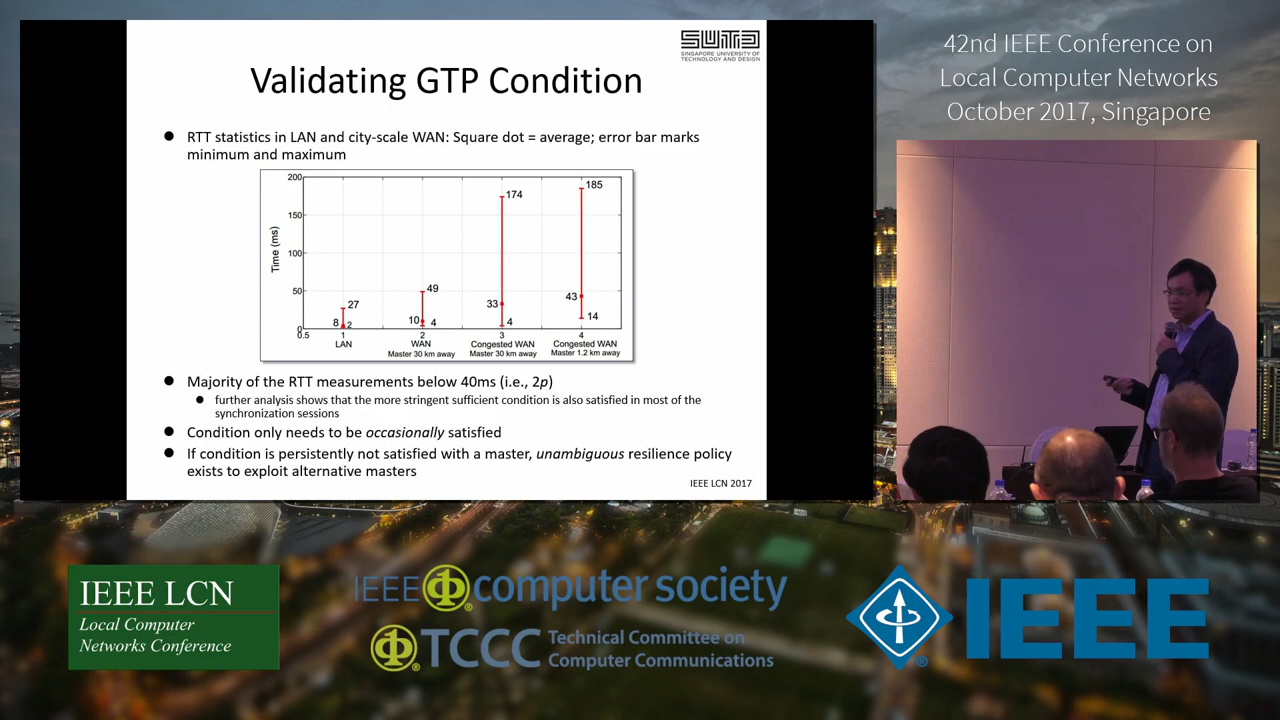 SUTD
SINGAPORE UNIVERSITY OF
TECHNOLOGY AND DESIGN
Validating GTP Condition
● RTT statistics in LAN and city-scale WAN: Square dot = average; error bar marks
minimum and maximum
200
150
100
50
0
Time (ms)
27
8
2
49
10
4
174
33
4
185
43
14
0.5
1
2
3
4
LAN
WAN
Master 30 km away
Congested WAN
Master 30 km away
Congested WAN
Master 1.2 km away
● Majority of the RTT measurements below 40ms (i.e., 2p)
● further analysis shows that the more stringent sufficient condition is also satisfied in most of the
synchronization sessions
● Condition only needs to be occasionally satisfied
● If condition is persistently not satisfied with a master, unambiguous resilience policy
exists to exploit alternative masters
IEEE LCN 2017
42nd IEEE Conference on
Local Computer Networks
October 2017, Singapore
IEEE LCN
Local Computer
Networks Conference
IEEE computer society
TCCC Technical Committee on
Computer Communications
IEEE